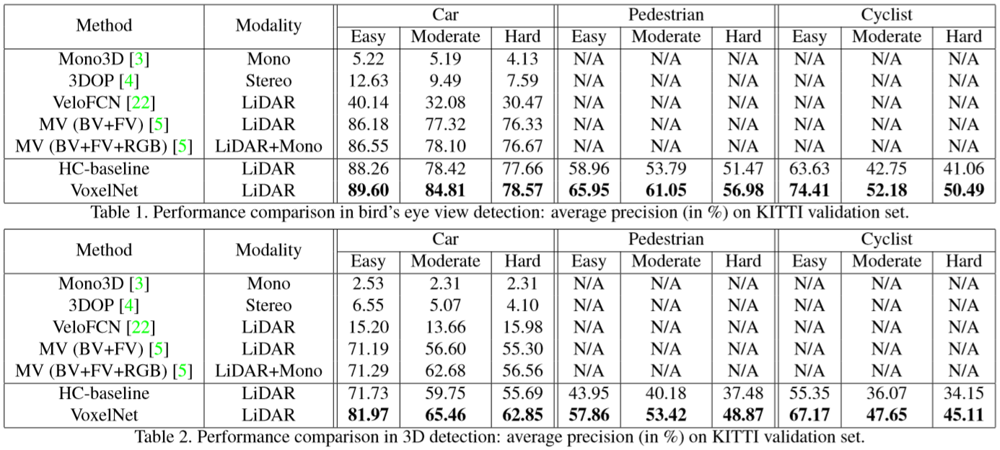 Method Modality Car Pedestrian Cyclist
Easy Moderate Hard Easy Moderate Hard Easy Moderate Hard
Mono3D [3] Mono 5.22 5.19 4.13 N/A N/A N/A N/A N/A N/A
3DOP [4] Stereo 12.63 9.49 7.59 N/A N/A N/A N/A N/A N/A
VeloFCN [22] LiDAR 40.14 32.08 30.47 N/A N/A N/A N/A N/A N/A
MV (BV+FV) [5] LiDAR 86.18 77.32 76.33 N/A N/A N/A N/A N/A N/A
MV (BV+FV+RGB) [5] LiDAR+Mono 86.55 78.10 76.67 N/A N/A N/A N/A N/A N/A
HC-baseline LiDAR 88.26 78.42 77.66 58.96 53.79 51.47 63.63 42.75 41.06
VoxelNet LiDAR 89.60 84.81 78.57 65.95 61.05 56.98 74.41 52.18 50.49
Table 1. Performance comparison in bird's eye view detection: average precision (in %) on KITTI validation set.
Method Modality Car Pedestrian Cyclist
Easy Moderate Hard Easy Moderate Hard Easy Moderate Hard
Mono3D [3] Mono 2.53 2.31 2.31 N/A N/A N/A N/A N/A N/A
3DOP [4] Stereo 6.55 5.07 4.10 N/A N/A N/A N/A N/A N/A
VeloFCN [22] LiDAR 15.20 13.66 15.98 N/A N/A N/A N/A N/A N/A
MV (BV+FV) [5] LiDAR 71.19 56.60 55.30 N/A N/A N/A N/A N/A N/A
MV (BV+FV+RGB) [5] LiDAR+Mono 71.29 62.68 56.56 N/A N/A N/A N/A N/A N/A
HC-baseline LiDAR 71.73 59.75 55.69 43.95 40.18 37.48 55.35 36.07 34.15
VoxelNet LiDAR 81.97 65.46 62.85 57.86 53.42 48.87 67.17 47.65 45.11
Table 2. Performance comparison in 3D detection: average precision (in %) on KITTI validation set.